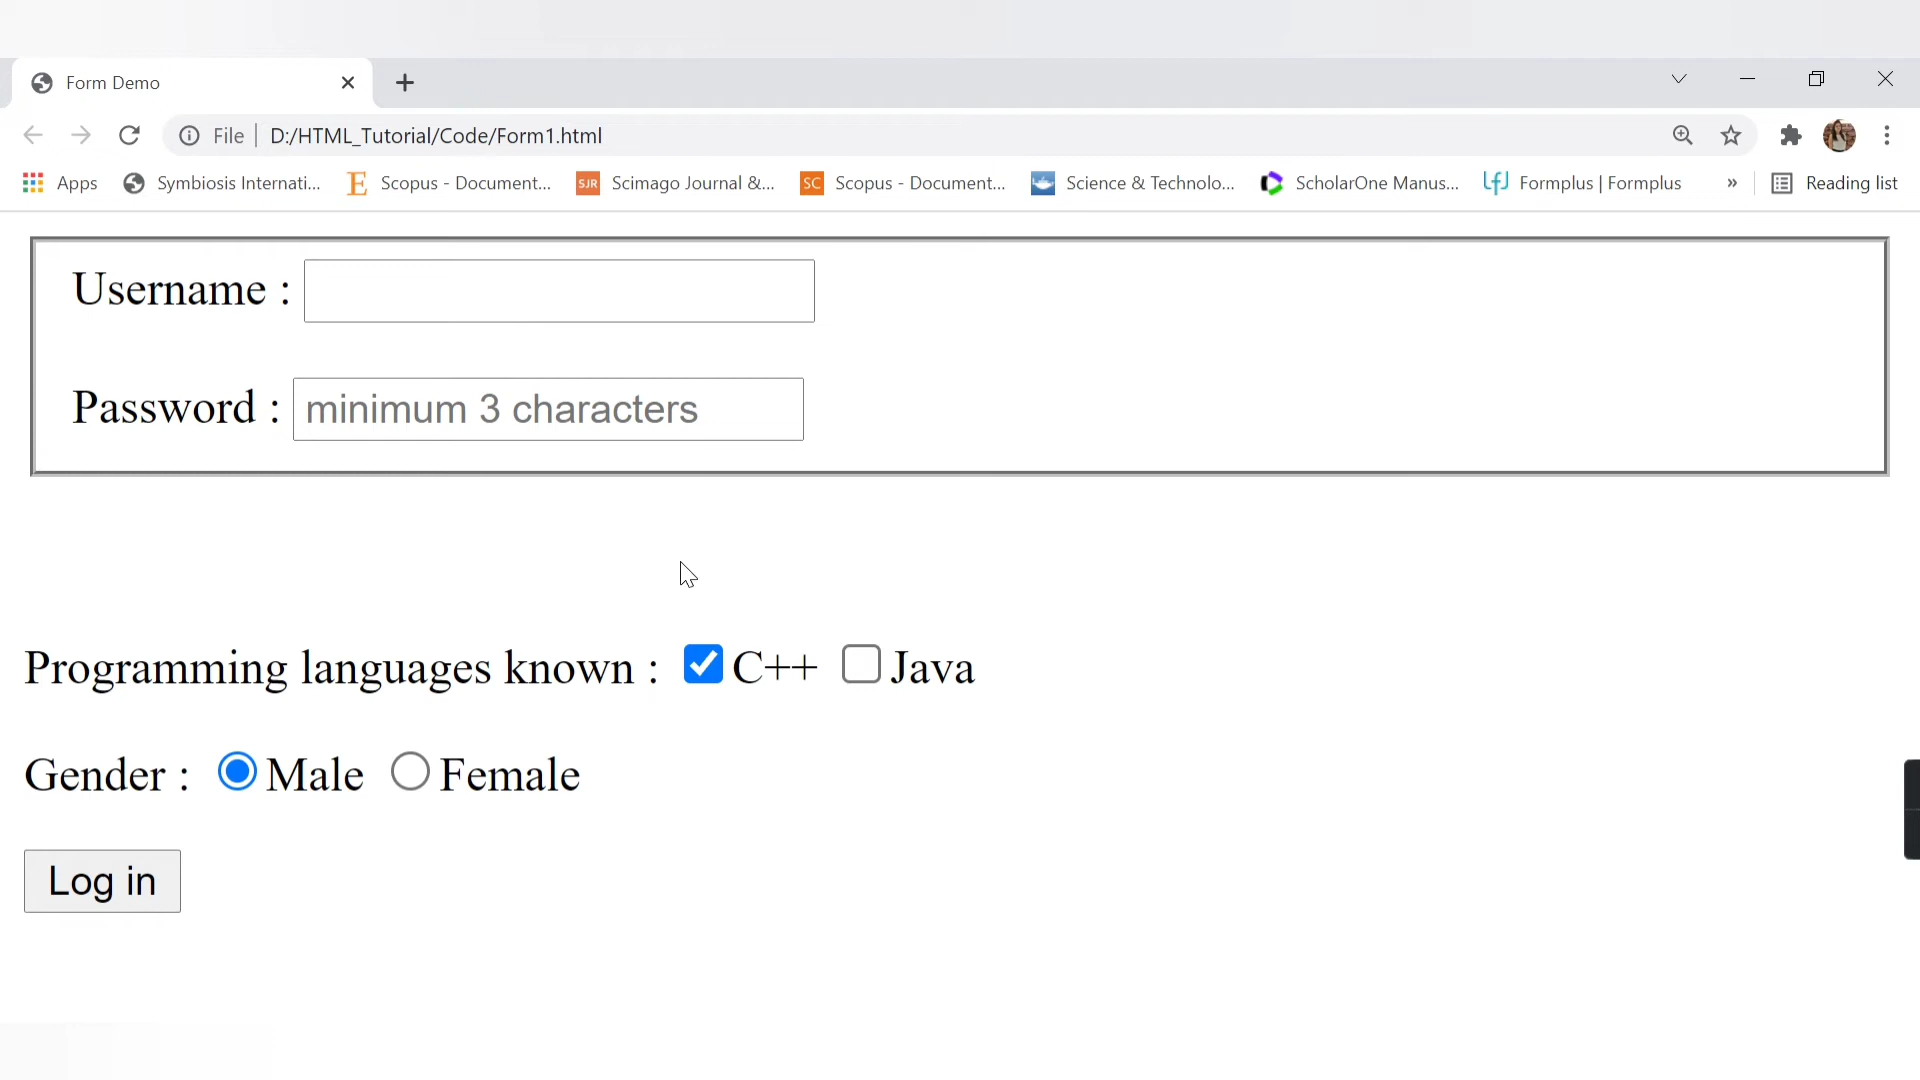 Form Demo
File D:/HTML_Tutorial/Code/Form1.html
Apps Symbiosis Internati... E Scopus - Document... SJR Scimago Journal &... SC Scopus - Document... Science & Technolo... ScholarOne Manus... Formplus | Formplus » Reading list
Username :
Password : minimum 3 characters
Programming languages known : C++ Java
Gender : Male Female
Log in